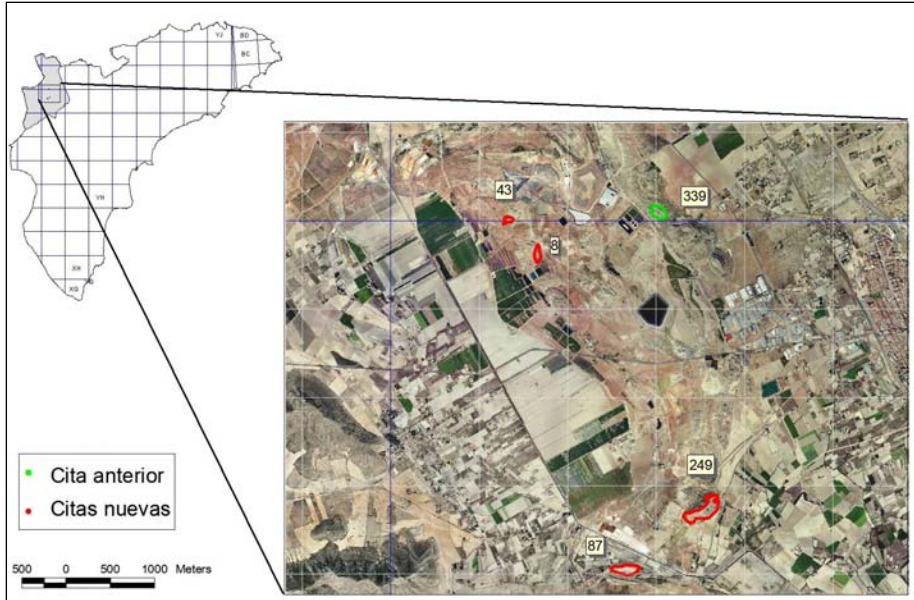 YJ
BD
BC
YH
XH
XG
43
339
8
249
87
Cita anterior
Citas nuevas
500 0 500 1000 Meters